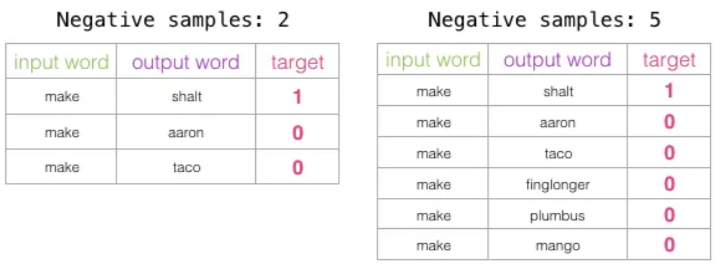 Negative samples: 2
input word output word target
make shalt 1
make aaron 0
make taco 0
Negative samples: 5
input word output word target
make shalt 1
make aaron 0
make taco 0
make finglonger 0
make plumbus 0
make mango 0